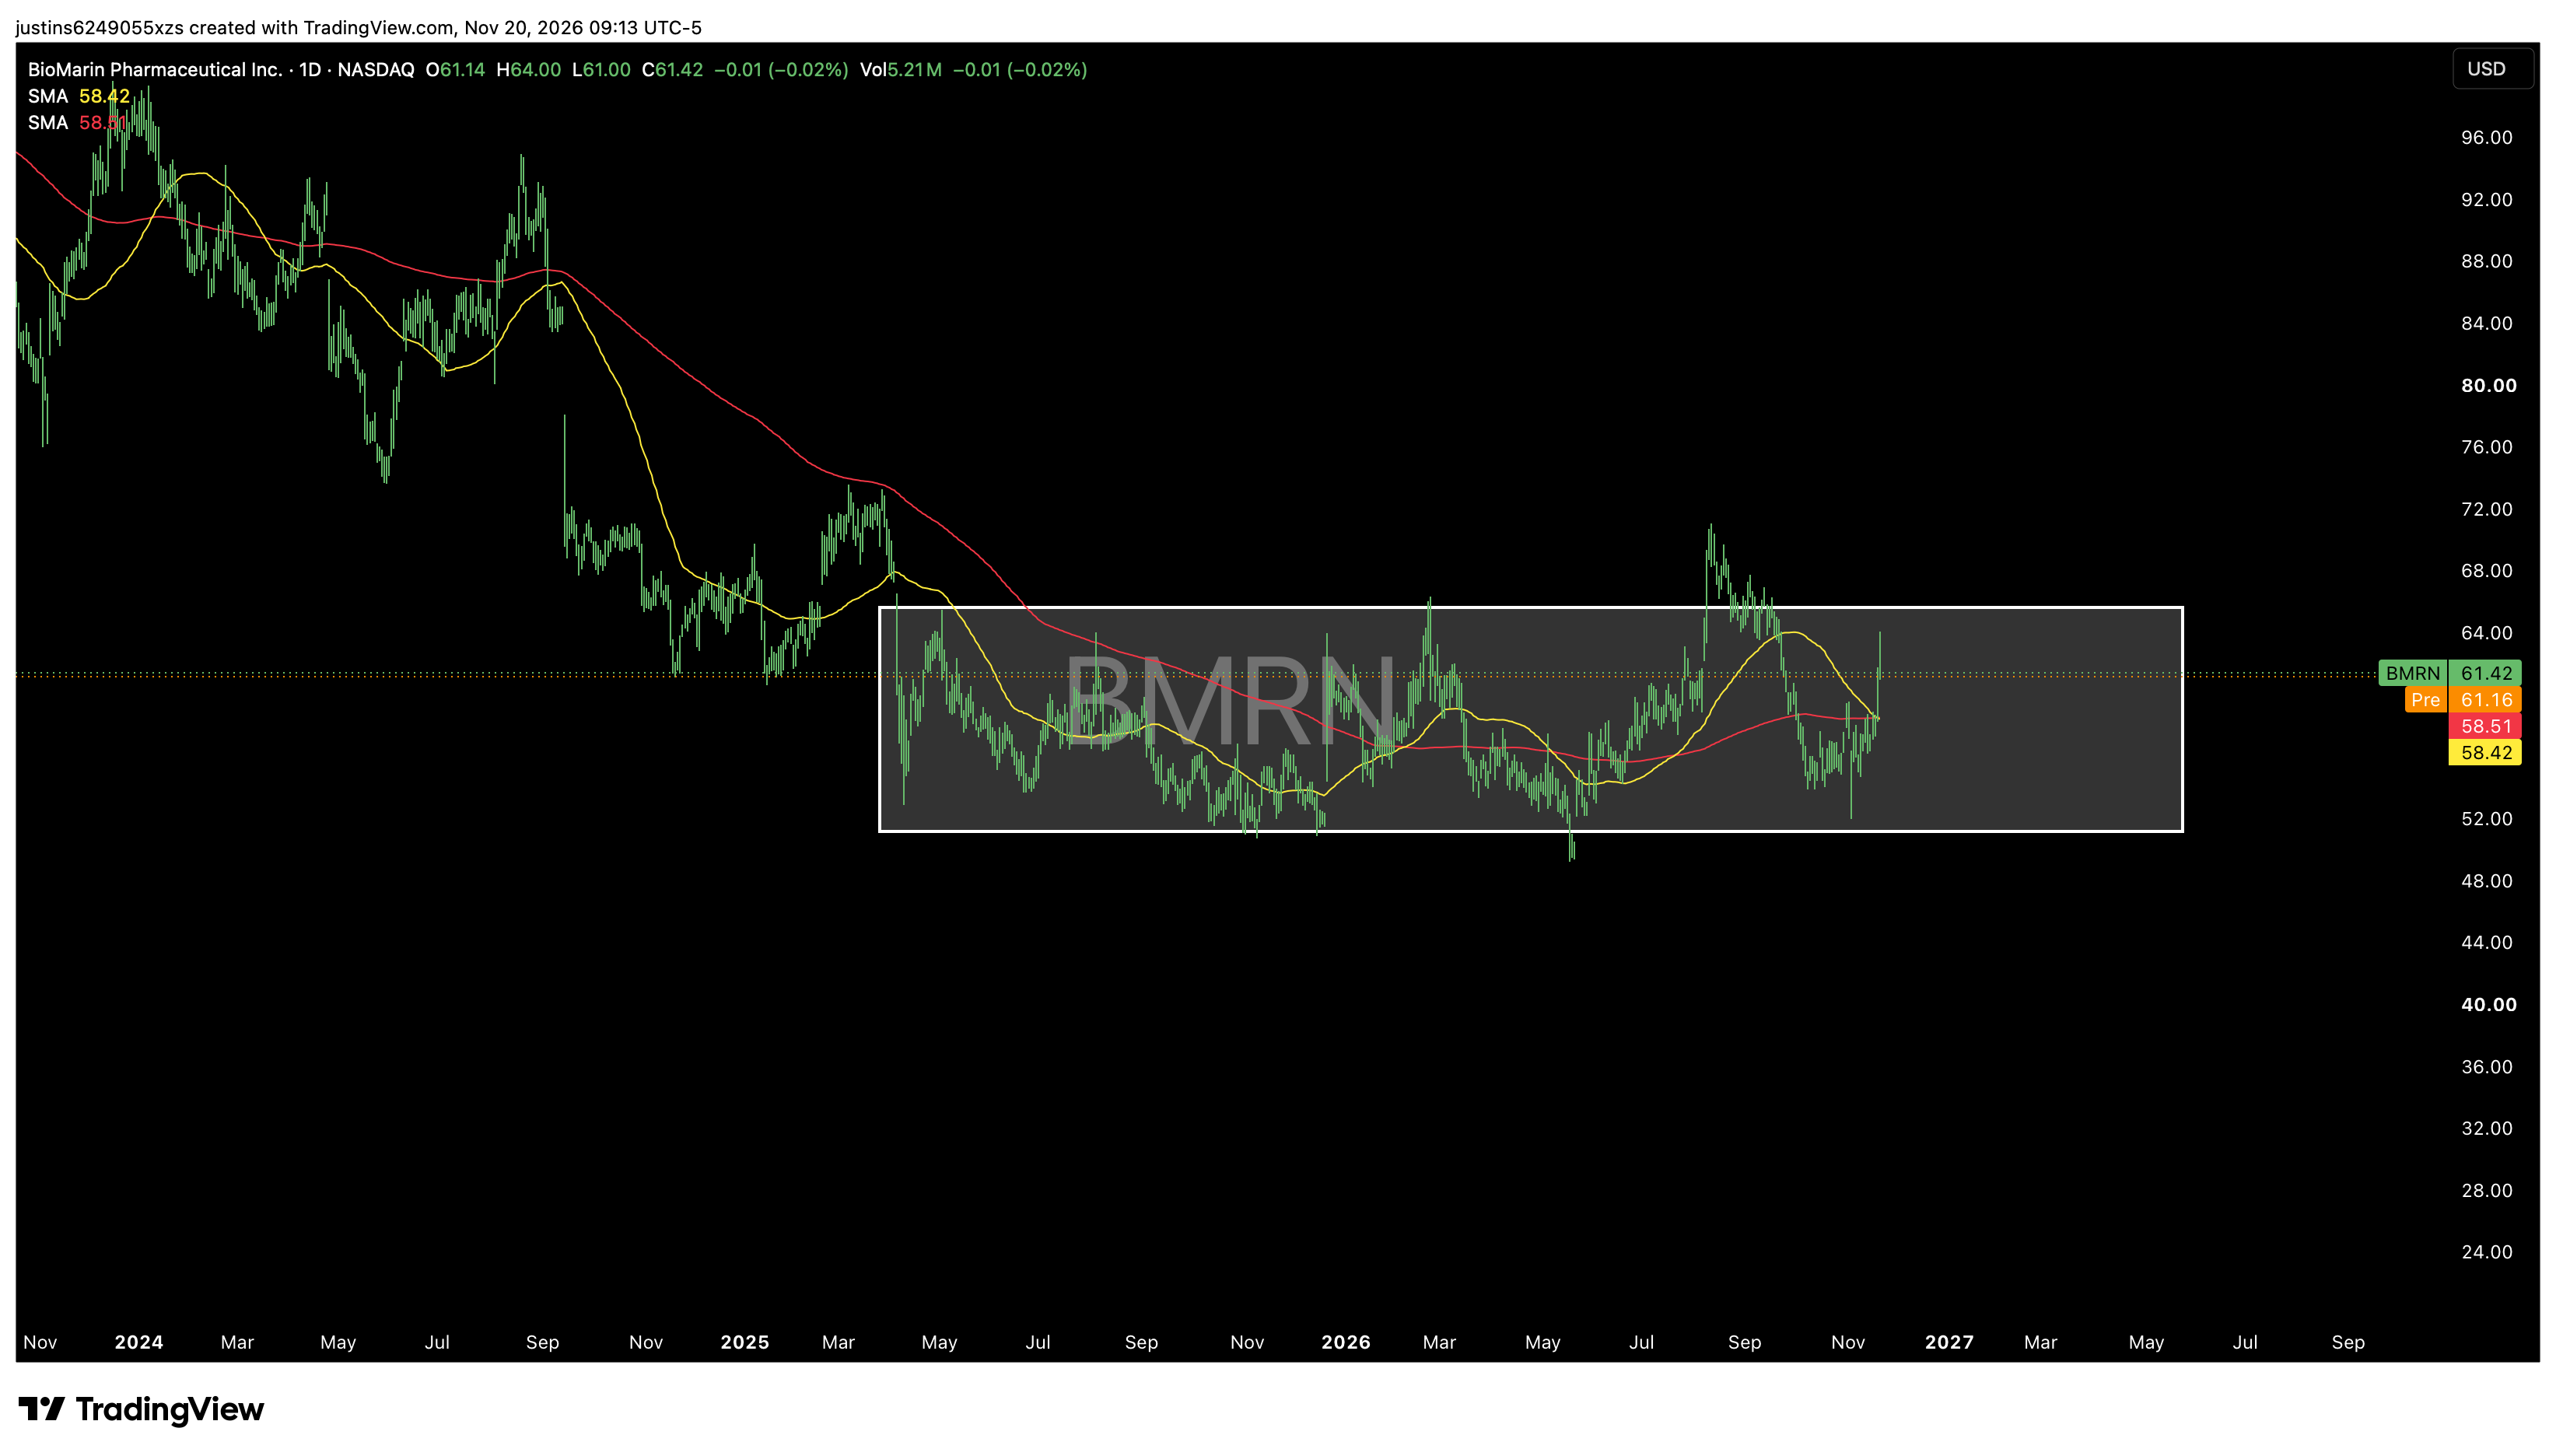 justins6249055xzs created with TradingView.com, Nov 20, 2026 09:13 UTC-5
BioMarin Pharmaceutical Inc. · 1D · NASDAQ O61.14 H64.00 L61.00 C61.42 −0.01 (−0.02%) Vol5.21 M −0.01 (−0.02%)
USD
SMA 58.42
SMA 58.51
96.00
92.00
88.00
84.00
80.00
76.00
72.00
68.00
64.00
BMRN
BMRN 61.42
Pre 61.16
58.51
58.42
52.00
48.00
44.00
40.00
36.00
32.00
28.00
24.00
Nov 2024 Mar May Jul Sep Nov 2025 Mar May Jul Sep Nov 2026 Mar May Jul Sep Nov 2027 Mar May Jul Sep
TradingView